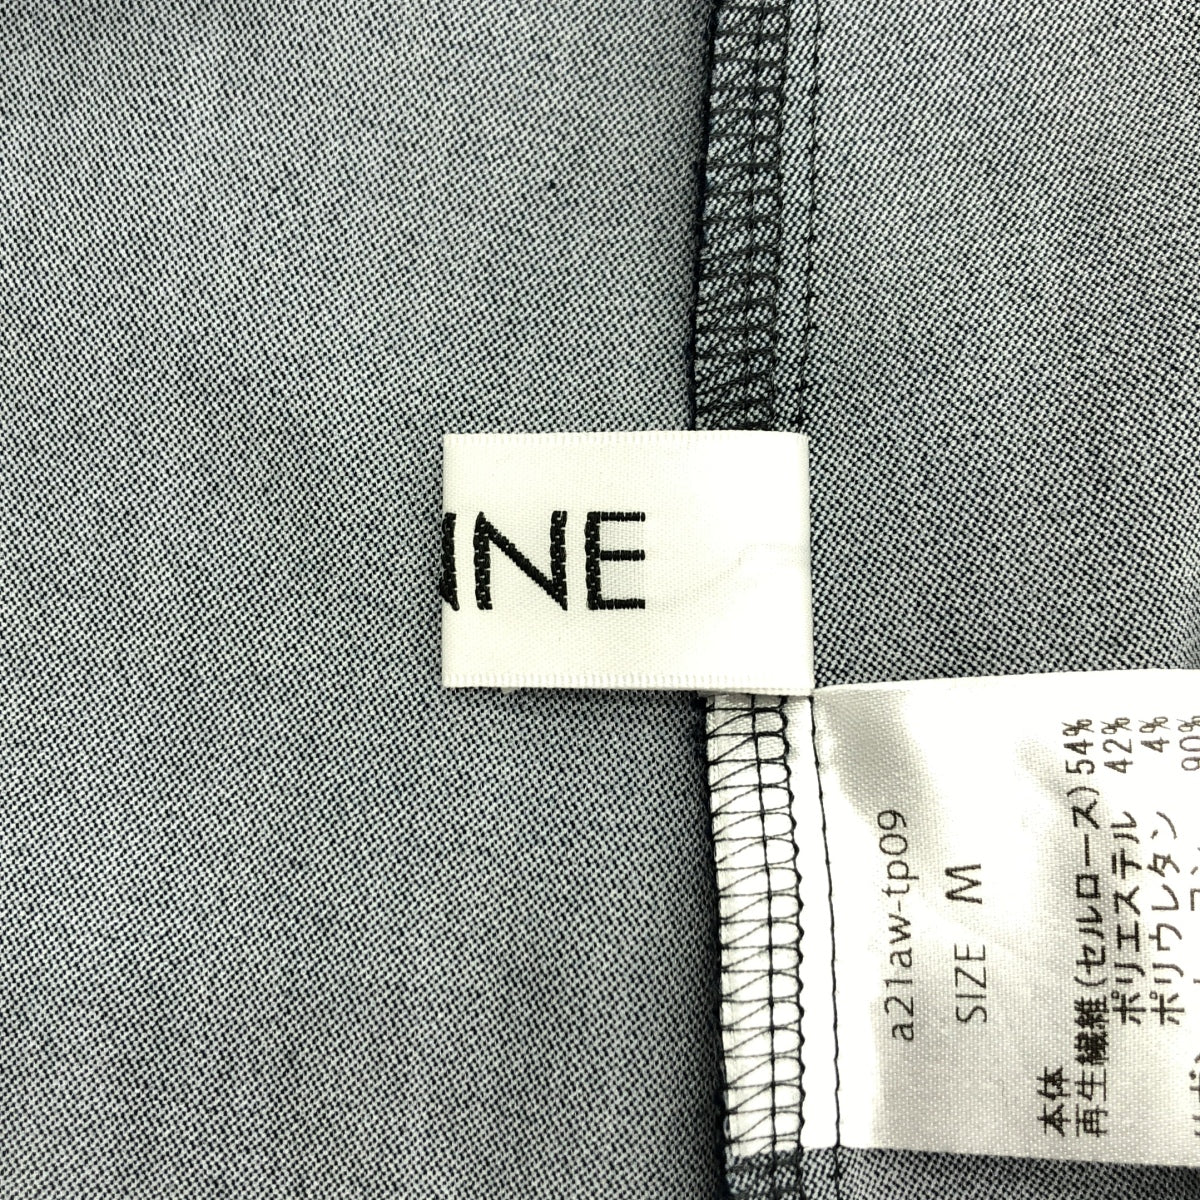 NE
a21aw-tp09
SIZE M
本体
再生繊維(セルロース)54%
ポリエステル 42%
ポリウレタン 4%
90%